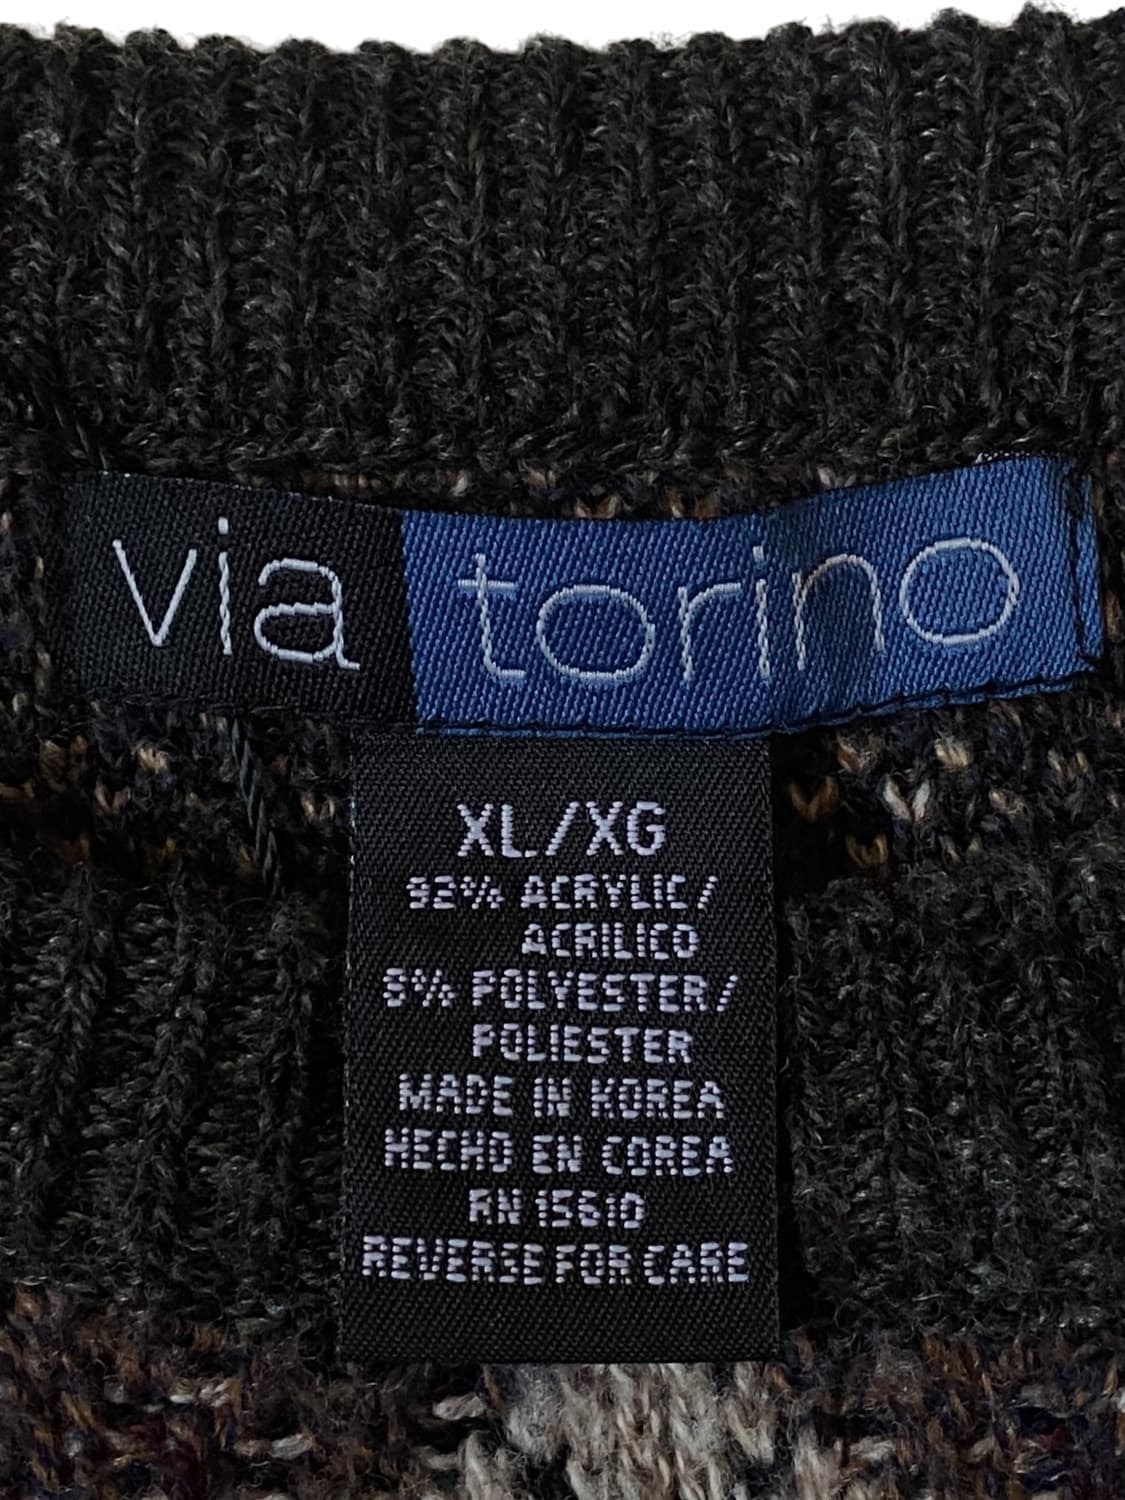 via torino
XL/XG
92% ACRYLIC/
ACRILICO
8% POLYESTER/
POLIESTER
MADE IN KOREA
HECHO EN COREA
RN 15610
REVERSE FOR CARE